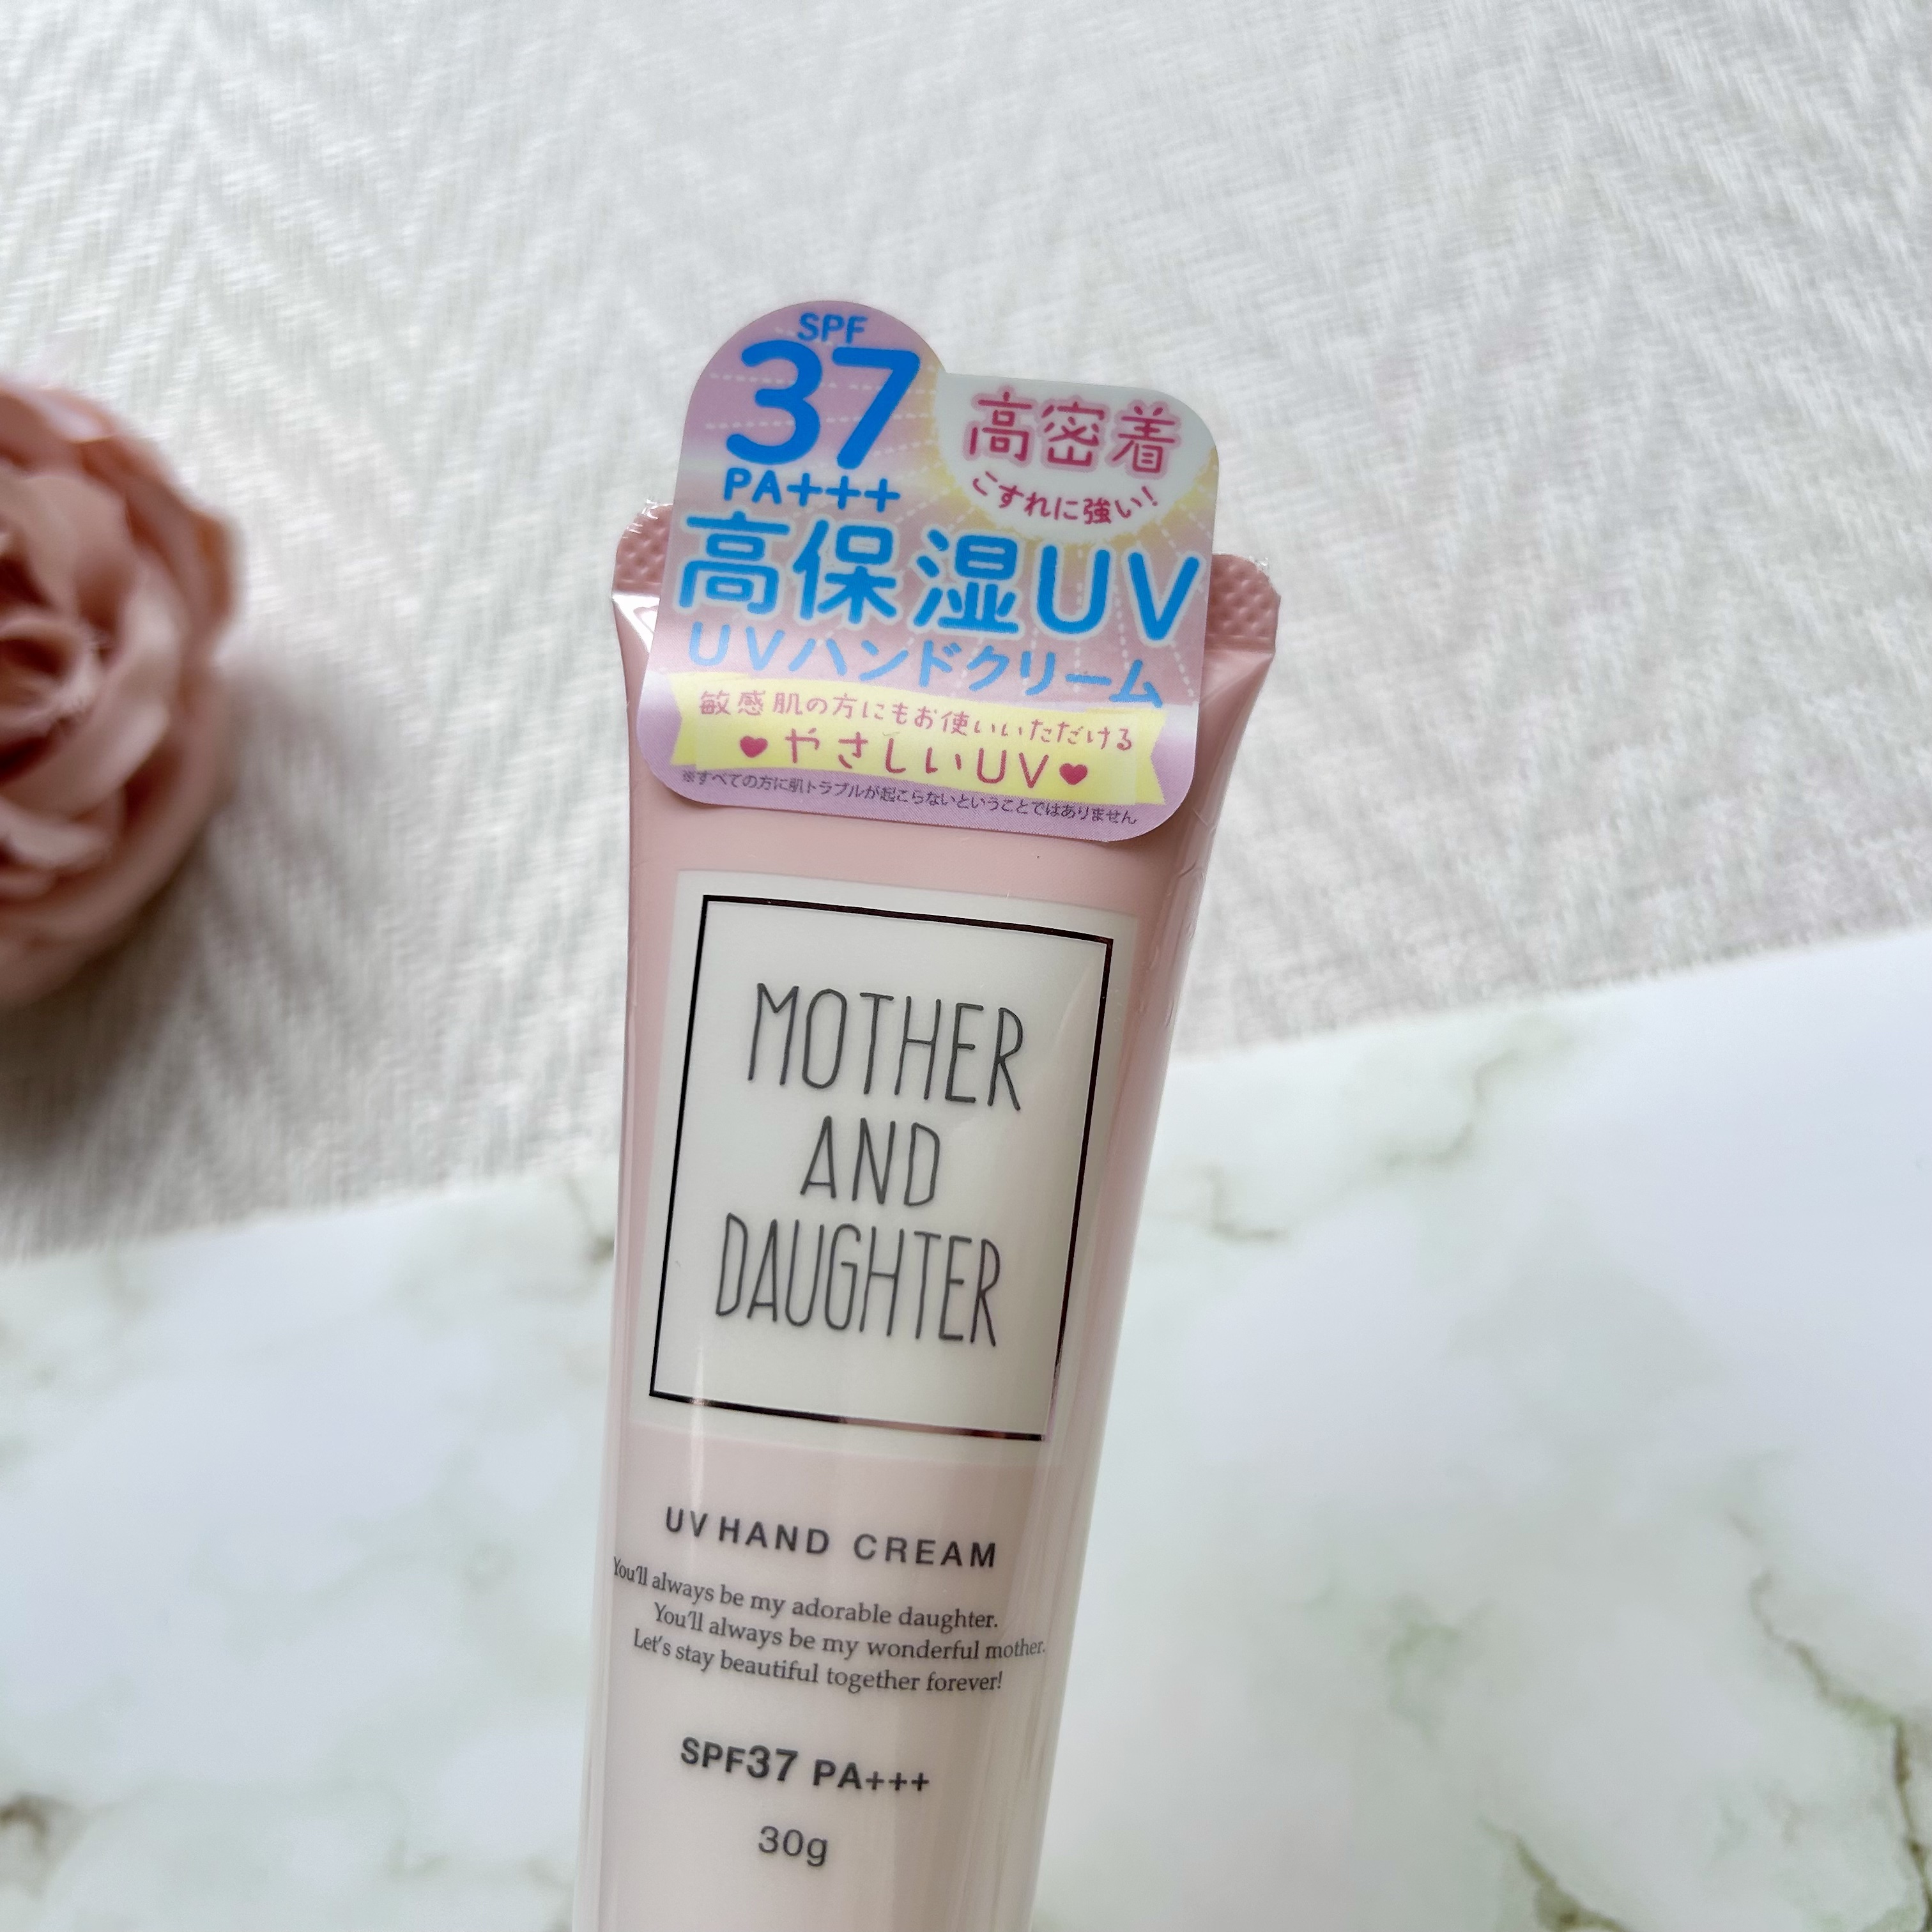 SPF
37
PA+++
高密着
こすれに強い!
高保湿UV
UVハンドクリーム
敏感肌の方にもお使いいただける
♥やさしいUV♥
※すべての方に肌トラブルが起こらないということではありません
MOTHER
AND
DAUGHTER
UV HAND CREAM
You'll always be my adorable daughter.
You'll always be my wonderful mother.
Let's stay beautiful together forever!
SPF37 PA+++
30g